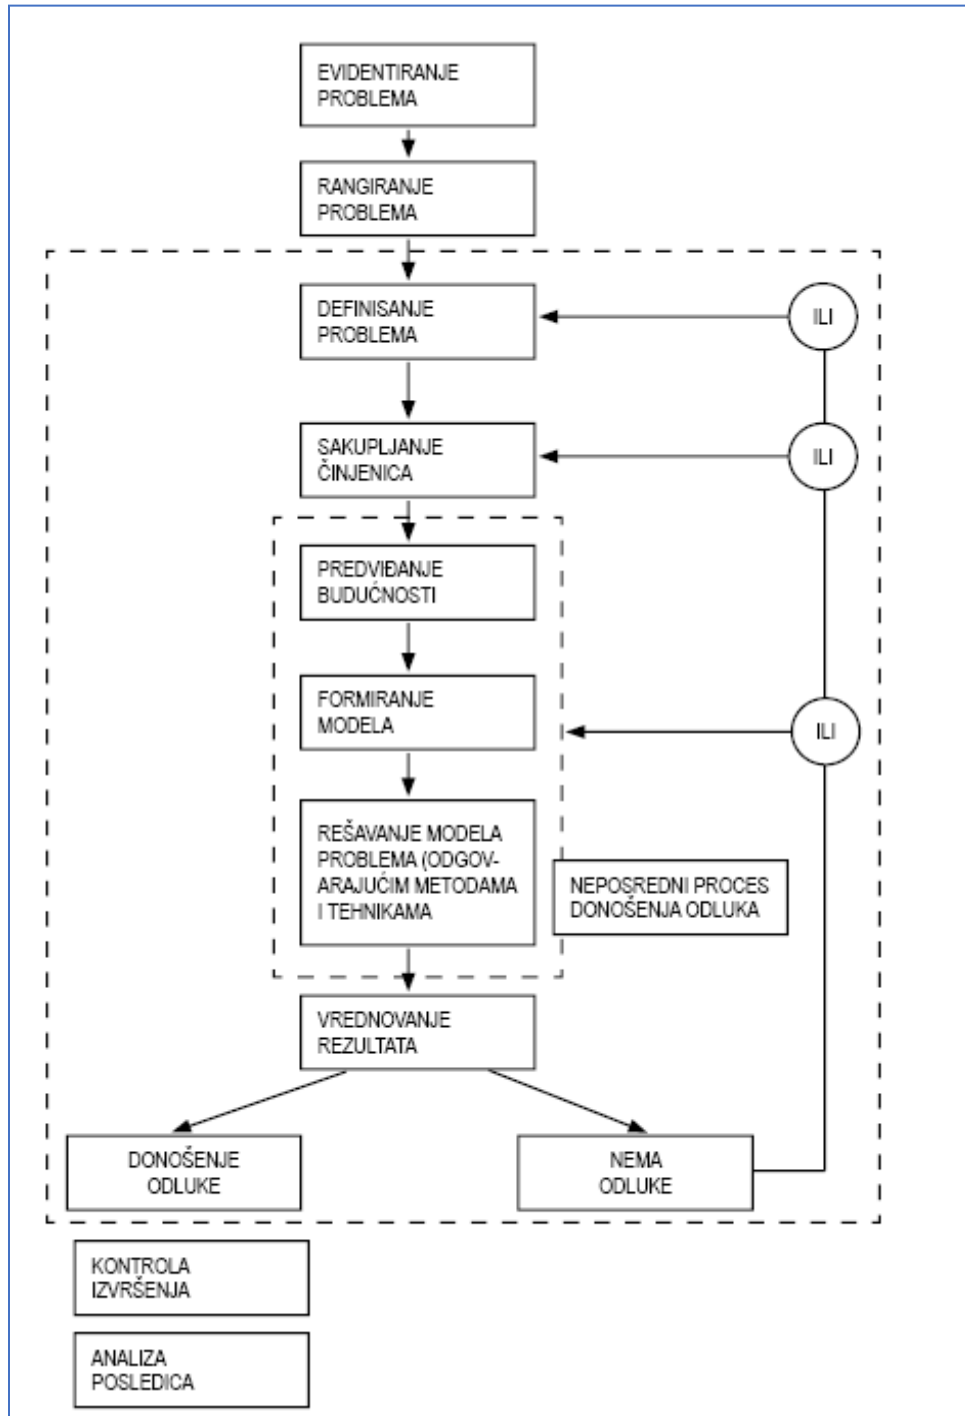 EVIDENTIRANJE
PROBLEMA
RANGIRANJE
PROBLEMA
DEFINISANJE
PROBLEMA
ILI
SAKUPLJANJE
ČINJENICA
ILI
PREDVIĐANJE
BUDUĆNOSTI
FORMIRANJE
MODELA
ILI
REŠAVANJE MODELA
PROBLEMA (ODGOV-
ARAJUĆIM METODAMA
I TEHNIKAMA
NEPOSREDNI PROCES
DONOŠENJA ODLUKA
VREDNOVANJE
REZULTATA
DONOŠENJE
ODLUKE
NEMA
ODLUKE
KONTROLA
IZVRŠENJA
ANALIZA
POSLEDICA